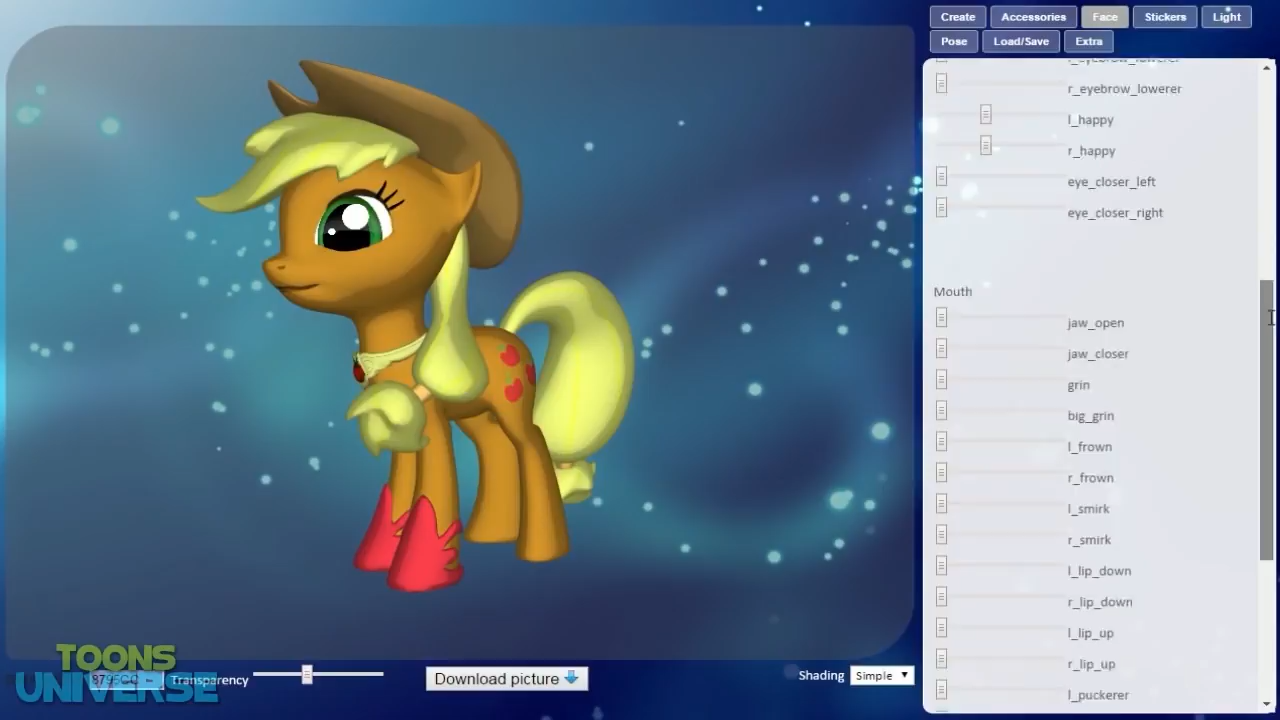 Create Accessories Face Stickers Light
Pose Load/Save Extra
r_eyebrow_lowerer
l_happy
r_happy
eye_closer_left
eye_closer_right
Mouth
jaw_open
jaw_closer
grin
big_grin
l_frown
r_frown
l_smirk
r_smirk
l_lip_down
r_lip_down
l_lip_up
r_lip_up
l_puckerer
TOONS
UNIVERSE
Transparency
Download picture
Shading Simple